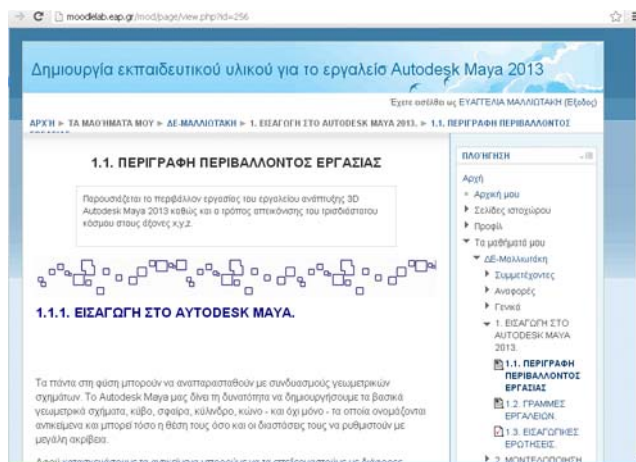 moodlelab.eap.gr/mod/page/view.php?id=256
Δημιουργία εκπαιδευτικού υλικού για το εργαλείο Autodesk Maya 2013
Έχετε εισέλθει ως ΕΥΑΓΓΕΛΙΑ ΜΑΛΛΙΩΤΑΚΗ (Έξοδος)
ΑΡΧΉ ► ΤΑ ΜΑΘΉΜΑΤΆ ΜΟΥ ► ΔΕ-ΜΑΛΛΙΩΤΆΚΗ ► 1. ΕΙΣΑΓΩΓΗ ΣΤΟ AUTODESK MAYA 2013. ► 1.1. ΠΕΡΙΓΡΑΦΗ ΠΕΡΙΒΑΛΛΟΝΤΟΣ
ΕΡΓΑΣΙΑΣ
1.1. ΠΕΡΙΓΡΑΦΗ ΠΕΡΙΒΑΛΛΟΝΤΟΣ ΕΡΓΑΣΙΑΣ
Παρουσιάζεται το περιβάλλον εργασίας του εργαλείου ανάπτυξης 3D
Autodesk Maya 2013 καθώς και ο τρόπος απεικόνισης του τρισδιάστατου
κόσμου στους άξονες x,y,z.
1.1.1. ΕΙΣΑΓΩΓΗ ΣΤΟ AYTODESK MAYA.
Τα πάντα στη φύση μπορούν να αναπαρασταθούν με συνδυασμούς γεωμετρικών
σχημάτων. Το Autodesk Maya μας δίνει τη δυνατότητα να δημιουργήσουμε τα βασικά
γεωμετρικά σχήματα, κύβο, σφαίρα, κύλινδρο, κώνο - και όχι μόνο - τα οποία ονομάζονται
αντικείμενα και μπορεί τόσο η θέση τους όσο και οι διαστάσεις τους να ρυθμιστούν με
μεγάλη ακρίβεια.
ΠΛΟΉΓΗΣΗ
Αρχή
Αρχική μου
Σελίδες ιστοχώρου
Προφίλ
Τα μαθήματά μου
ΔΕ-Μαλλιωτάκη
Συμμετέχοντες
Αναφορές
Γενικά
1. ΕΙΣΑΓΩΓΗ ΣΤΟ
AUTODESK MAYA
2013.
1.1. ΠΕΡΙΓΡΑΦΗ
ΠΕΡΙΒΑΛΛΟΝΤΟΣ
ΕΡΓΑΣΙΑΣ
1.2. ΓΡΑΜΜΕΣ
ΕΡΓΑΛΕΙΩΝ.
1.3. ΕΙΣΑΓΩΓΙΚΕΣ
ΕΡΩΤΗΣΕΙΣ.
2. ΜΟΝΤΕΛΟΠΟΙΗΣΗ